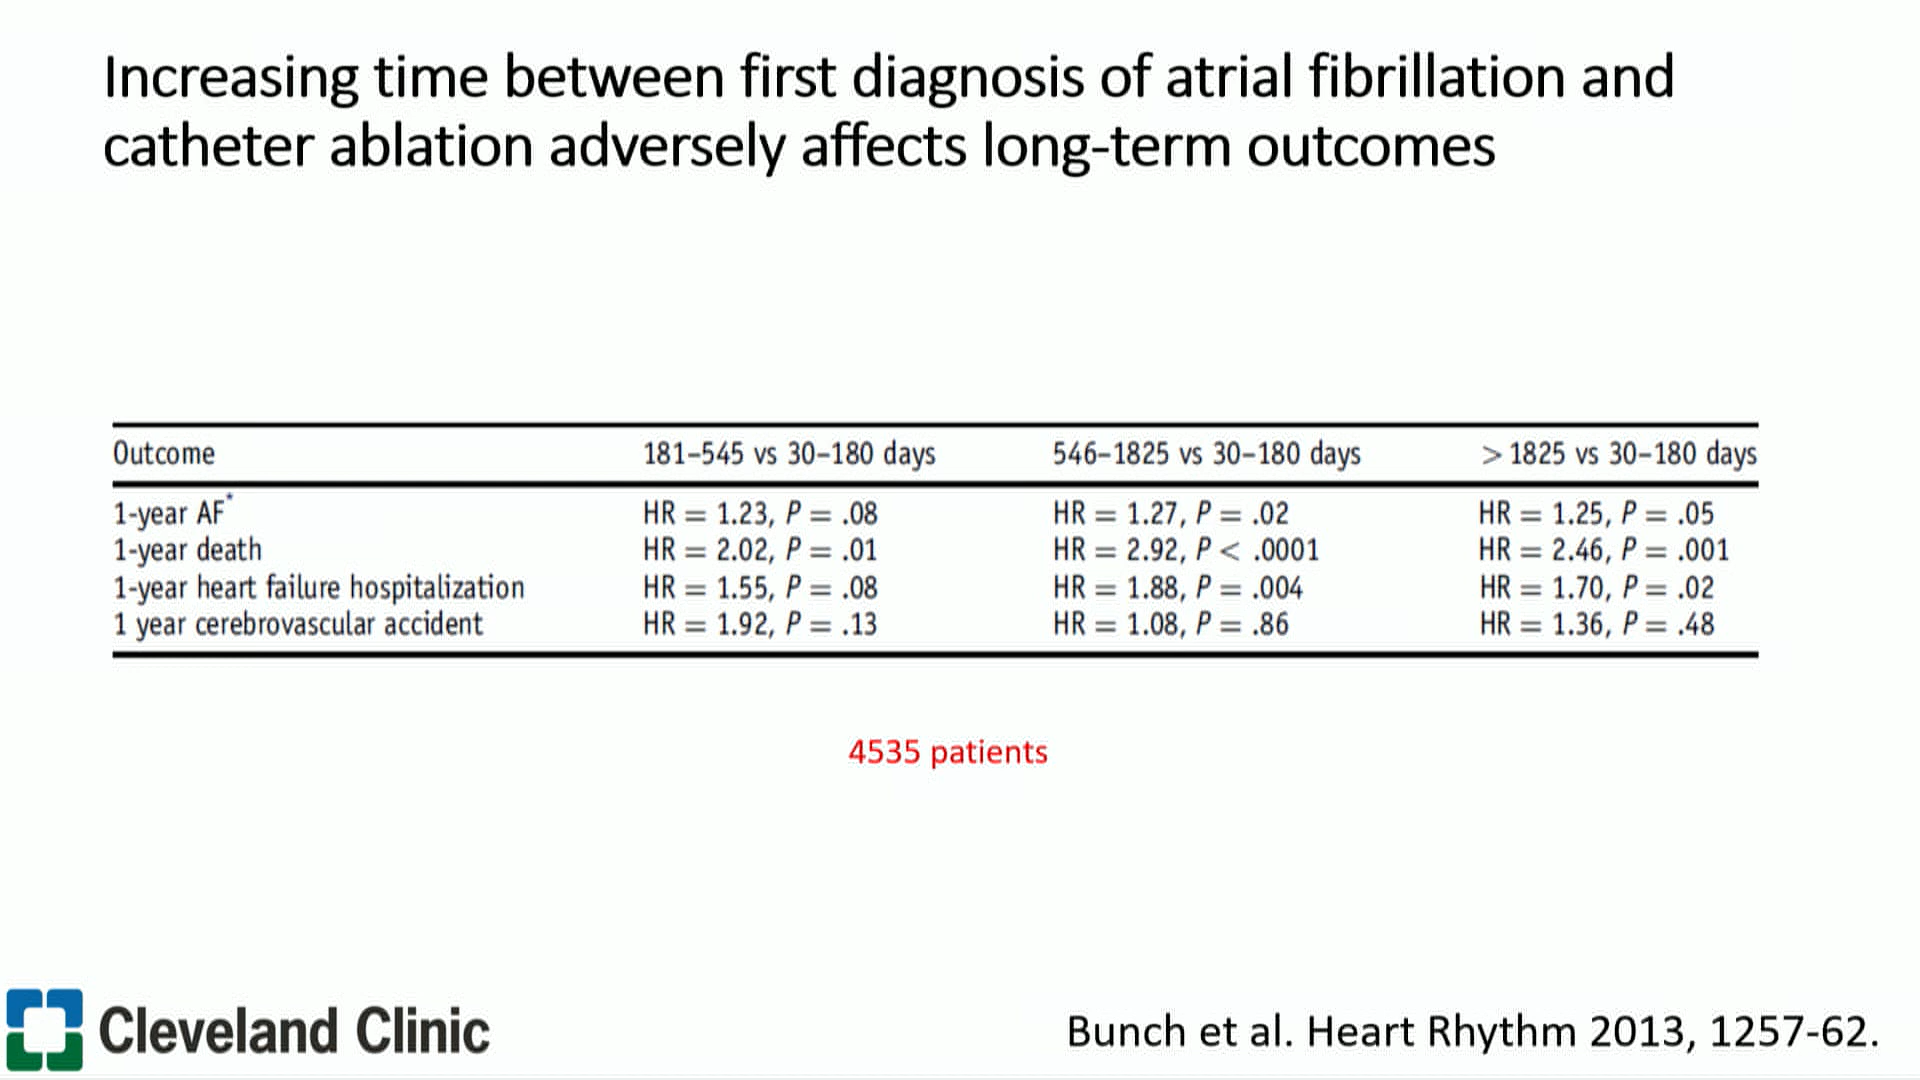 Increasing time between first diagnosis of atrial fibrillation and
catheter ablation adversely affects long-term outcomes
Outcome 181–545 vs 30–180 days 546–1825 vs 30–180 days > 1825 vs 30–180 days
1-year AF* HR = 1.23, P = .08 HR = 1.27, P = .02 HR = 1.25, P = .05
1-year death HR = 2.02, P = .01 HR = 2.92, P < .0001 HR = 2.46, P = .001
1-year heart failure hospitalization HR = 1.55, P = .08 HR = 1.88, P = .004 HR = 1.70, P = .02
1 year cerebrovascular accident HR = 1.92, P = .13 HR = 1.08, P = .86 HR = 1.36, P = .48
4535 patients
Cleveland Clinic
Bunch et al. Heart Rhythm 2013, 1257-62.